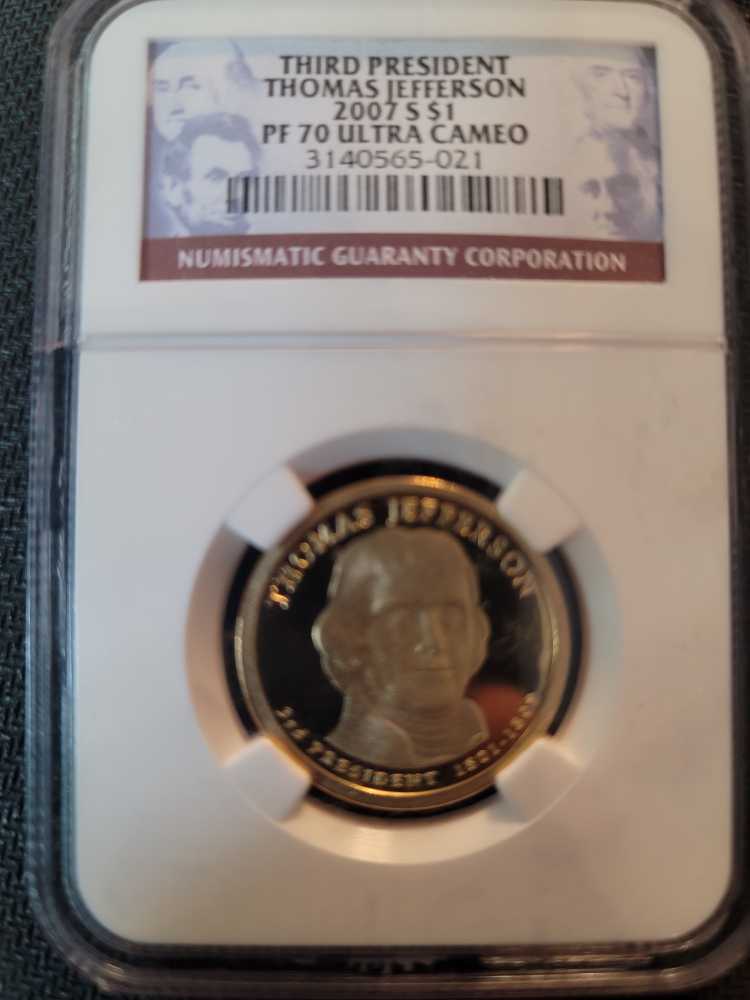 THIRD PRESIDENT
THOMAS JEFFERSON
2007 S $1
PF 70 ULTRA CAMEO
3140565-021
NUMISMATIC GUARANTY CORPORATION
THOMAS JEFFERSON
PRESIDENT